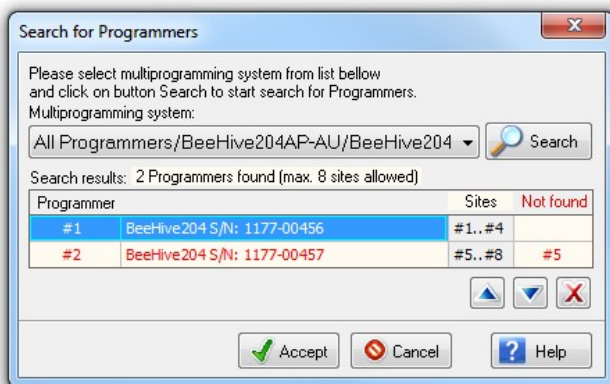 Search for Programmers
Please select multiprogramming system from list bellow
and click on button Search to start search for Programmers.
Multiprogramming system:
All Programmers/BeeHive204AP-AU/BeeHive204 Search
Search results: 2 Programmers found (max. 8 sites allowed)
Programmer Sites Not found
#1 BeeHive204 S/N: 1177-00456 #1..#4
#2 BeeHive204 S/N: 1177-00457 #5..#8 #5
Accept Cancel ? Help